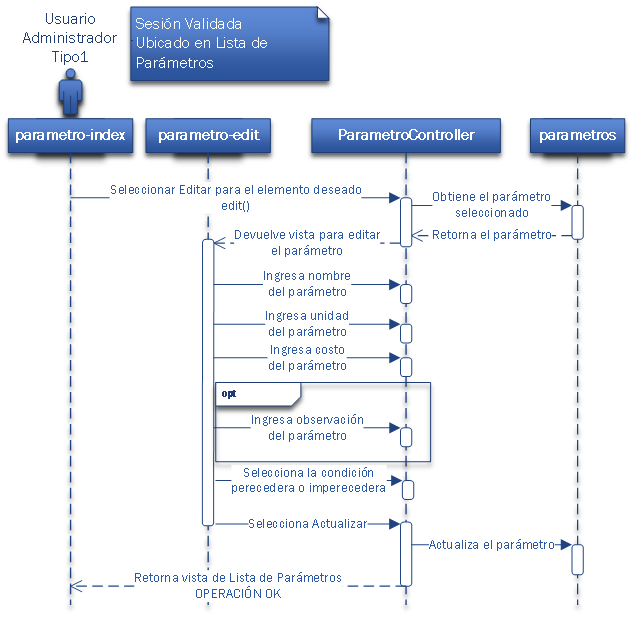 Usuario
Administrador
Tipo1
Sesión Validada
Ubicado en Lista de
Parámetros
parametro-index
parametro-edit
ParametroController
parametros
Seleccionar Editar para el elemento deseado
edit()
Obtiene el parámetro
seleccionado
Devuelve vista para editar
el parámetro
Retorna el parámetro
Ingresa nombre
del parámetro
Ingresa unidad
del parámetro
Ingresa costo
del parámetro
opt
Ingresa observación
del parámetro
Selecciona la condición
perecedera o imperecedera
Selecciona Actualizar
Actualiza el parámetro
Retorna vista de Lista de Parámetros
OPERACIÓN OK